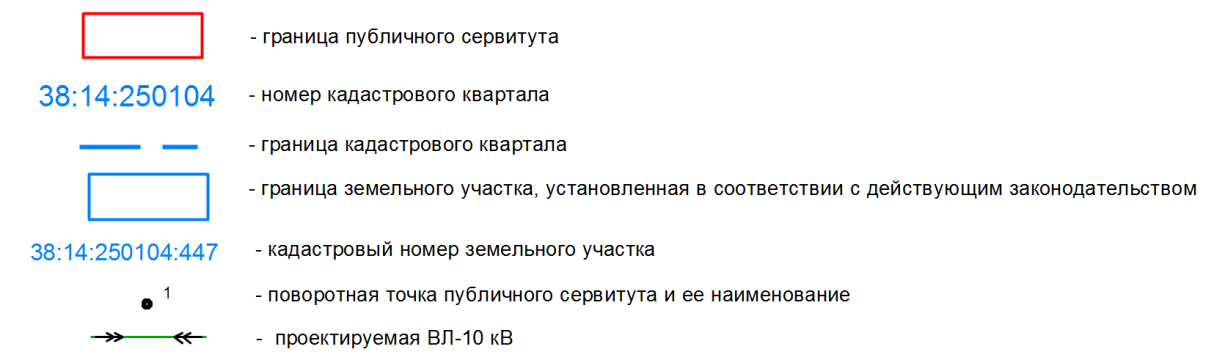 - граница публичного сервитута
38:14:250104 - номер кадастрового квартала
- граница кадастрового квартала
- граница земельного участка, установленная в соответствии с действующим законодательством
38:14:250104:447 - кадастровый номер земельного участка
1 - поворотная точка публичного сервитута и ее наименование
- проектируемая ВЛ-10 кВ